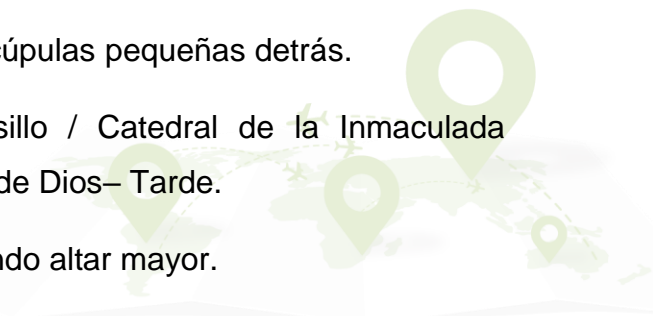 cúpulas pequeñas detrás.
sillo / Catedral de la Inmaculada
de Dios– Tarde.
ndo altar mayor.